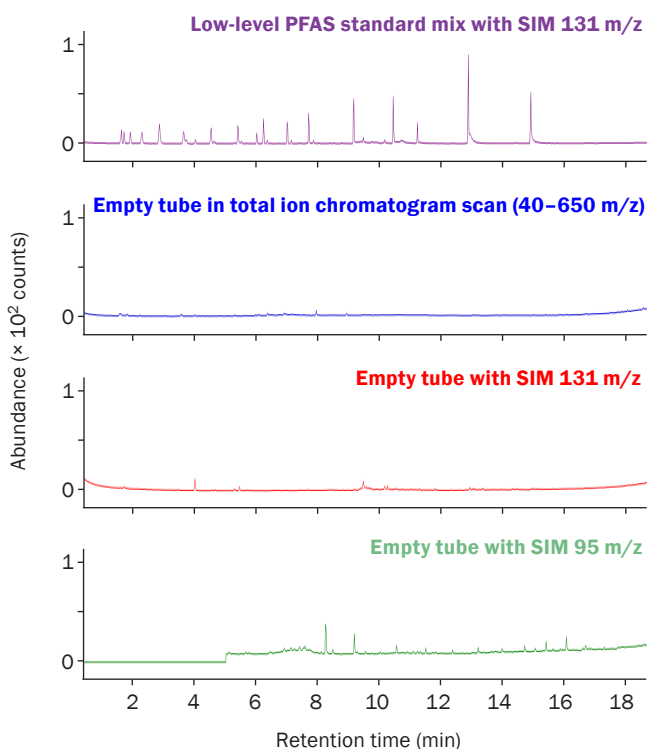 Low-level PFAS standard mix with SIM 131 m/z
1
0
Empty tube in total ion chromatogram scan (40–650 m/z)
1
0
Abundance (× 10² counts)
Empty tube with SIM 131 m/z
1
0
Empty tube with SIM 95 m/z
1
0
2 4 6 8 10 12 14 16 18
Retention time (min)